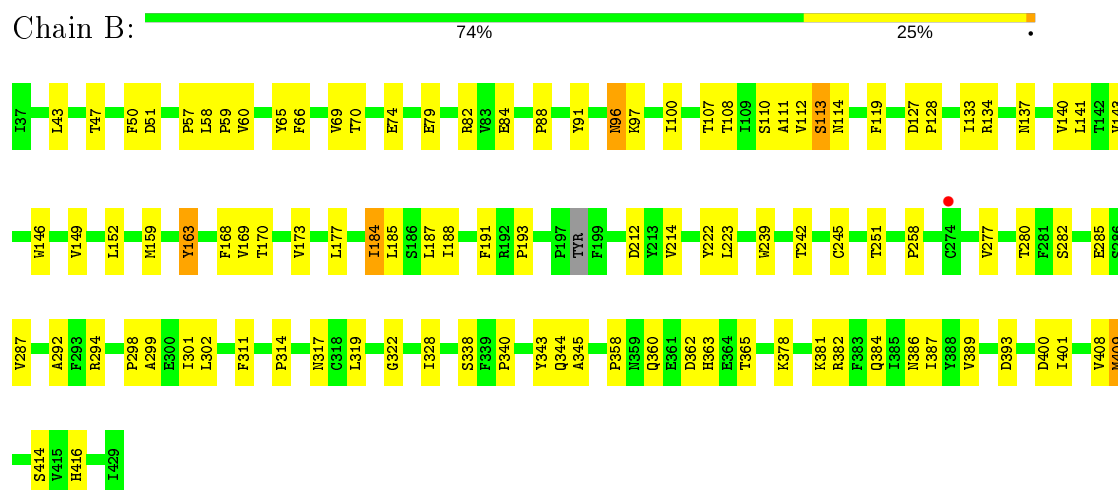 Chain B:
74% 25% •
I37 L43 T47 F50 D51 P57 L58 P59 V60 Y65 F66 V69 T70 E74 E79 R82 V83 E84 P88 Y91 N96 K97 I100 T107 T108 I109 S110 A111 V112 S113 N114 F119 D127 P128 I133 R134 N137 V140 L141 T142 V143
W146 V149 L152 M159 Y163 F168 V169 T170 V173 L177 I184 L185 S186 L187 I188 F191 R192 P193 P197 TYR F199 D212 Y213 V214 Y222 L223 W239 T242 C245 T251 P258 C274 V277 T280 F281 S282 E285 S286
V287 A292 F293 R294 P298 A299 E300 I301 L302 F311 P314 N317 C318 L319 G322 I328 S338 F339 P340 Y343 Q344 A345 P358 N359 Q360 E361 D362 H363 E364 T365 K378 K381 R382 F383 Q384 I385 N386 I387 Y388 V389 D393 D400 I401 V408 M409
S414 V415 H416 I429